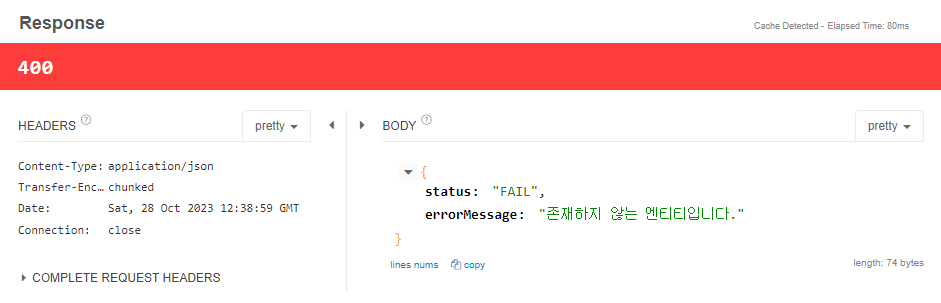 Response
Cache Detected - Elapsed Time: 80ms
400
HEADERS ? pretty
BODY ? pretty
Content-Type: application/json
Transfer-Enc… chunked
Date: Sat, 28 Oct 2023 12:38:59 GMT
Connection: close
COMPLETE REQUEST HEADERS
{
status: "FAIL",
errorMessage: "존재하지 않는 엔티티입니다."
}
lines nums copy
length: 74 bytes